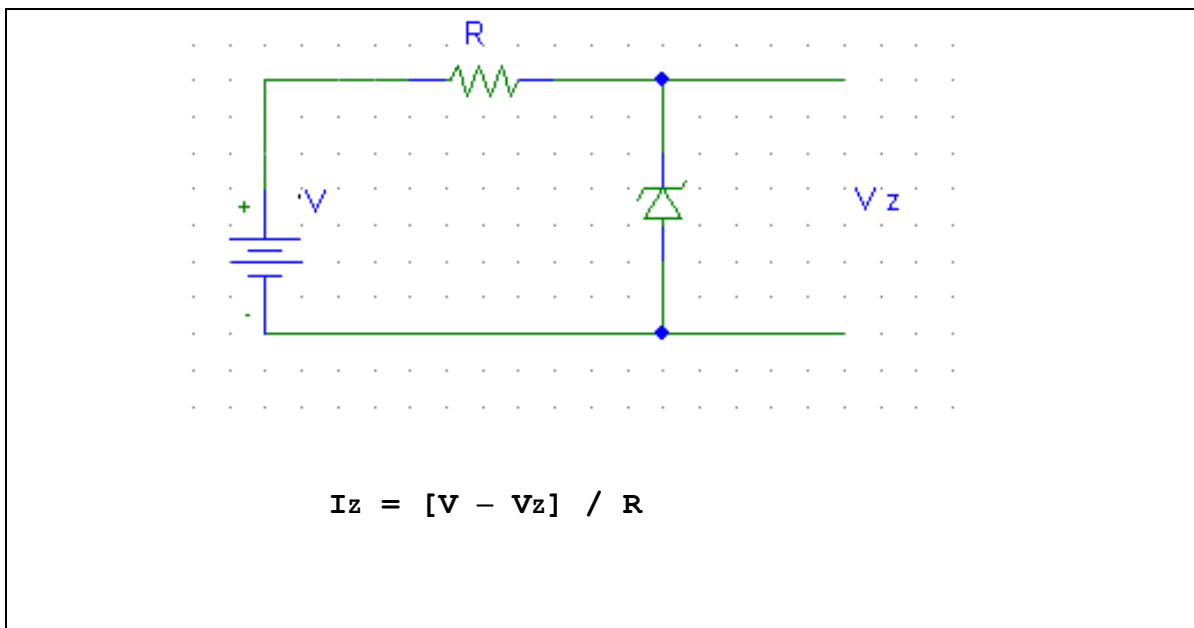 R
+ V Vz
-
Iz = [V – Vz] / R